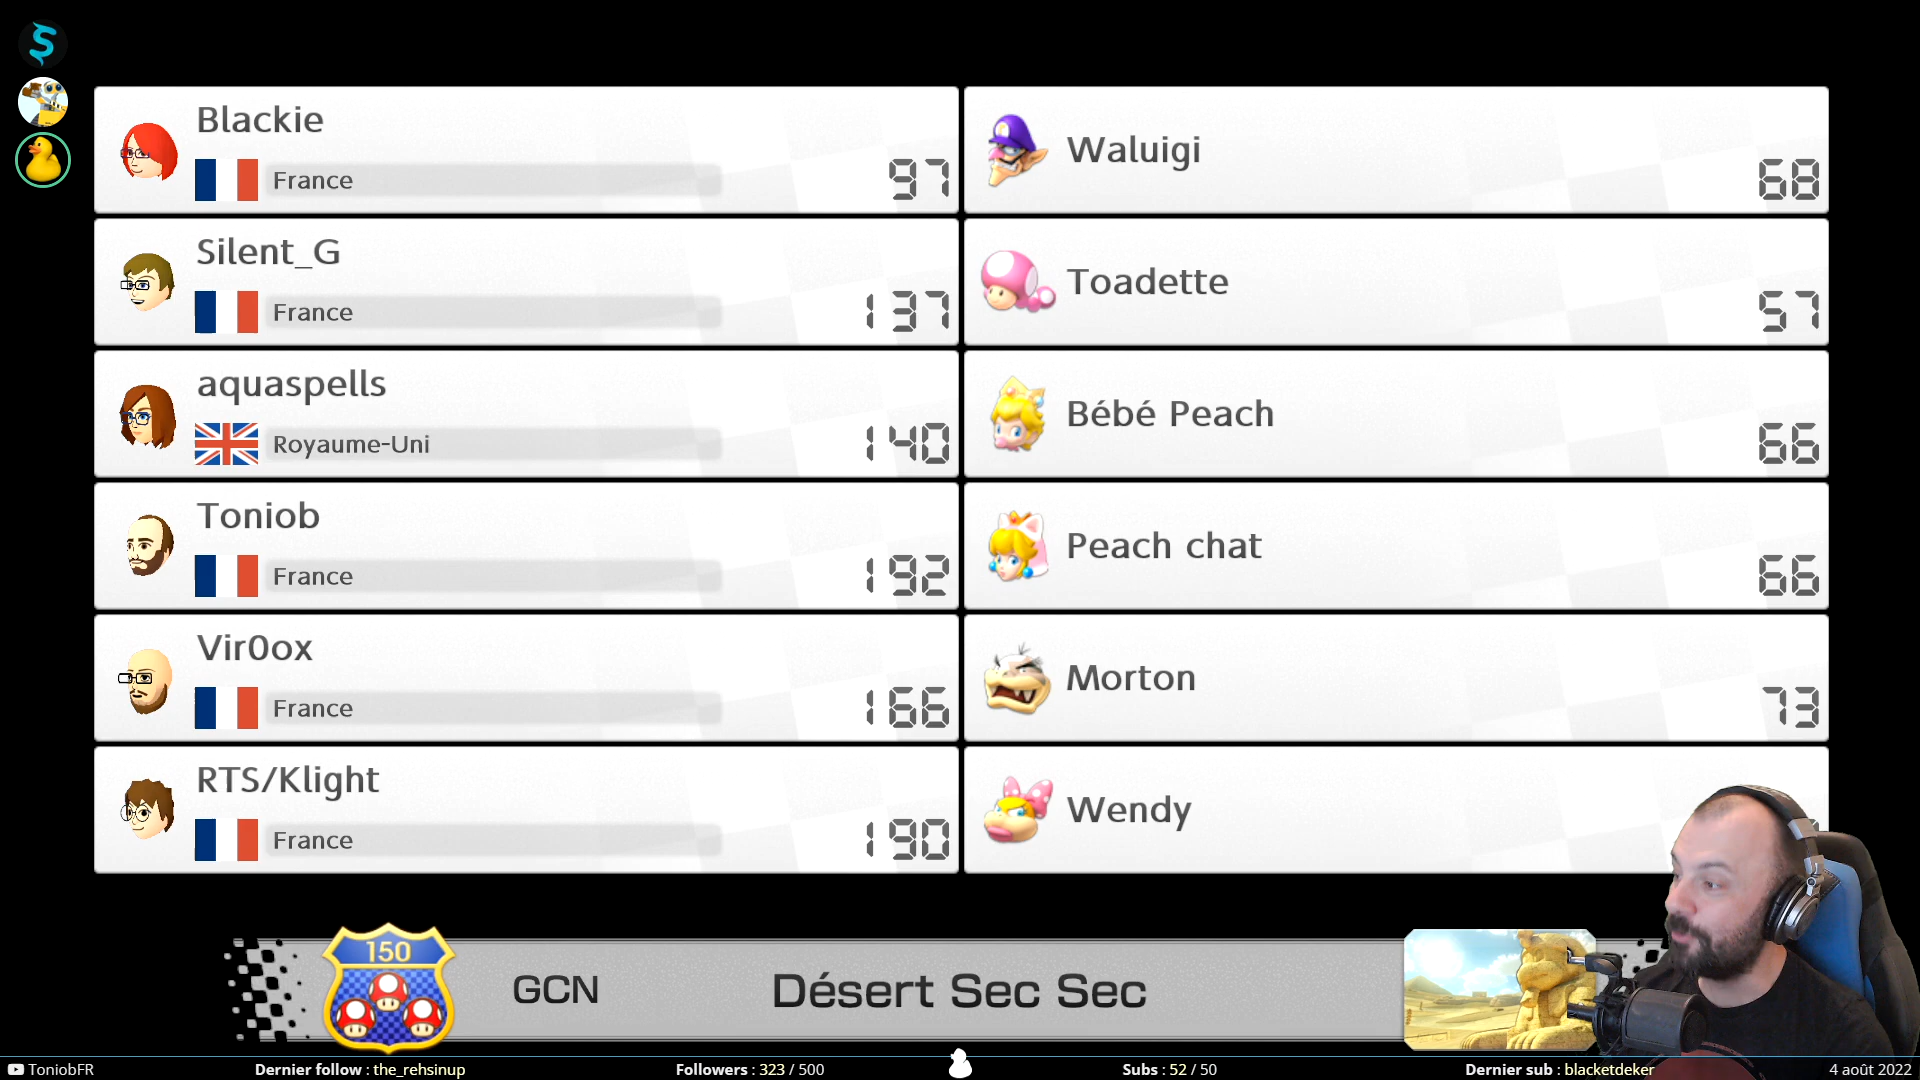 Blackie
France
97
Silent_G
France
137
aquaspells
Royaume-Uni
140
Toniob
France
192
Vir0ox
France
166
RTS/Klight
France
190
Waluigi
68
Toadette
57
Bébé Peach
66
Peach chat
66
Morton
73
Wendy
150
GCN
Désert Sec Sec
ToniobFR
Dernier follow : the_rehsinup
Followers : 323 / 500
Subs : 52 / 50
Dernier sub : blacketdeker
4 août 2022